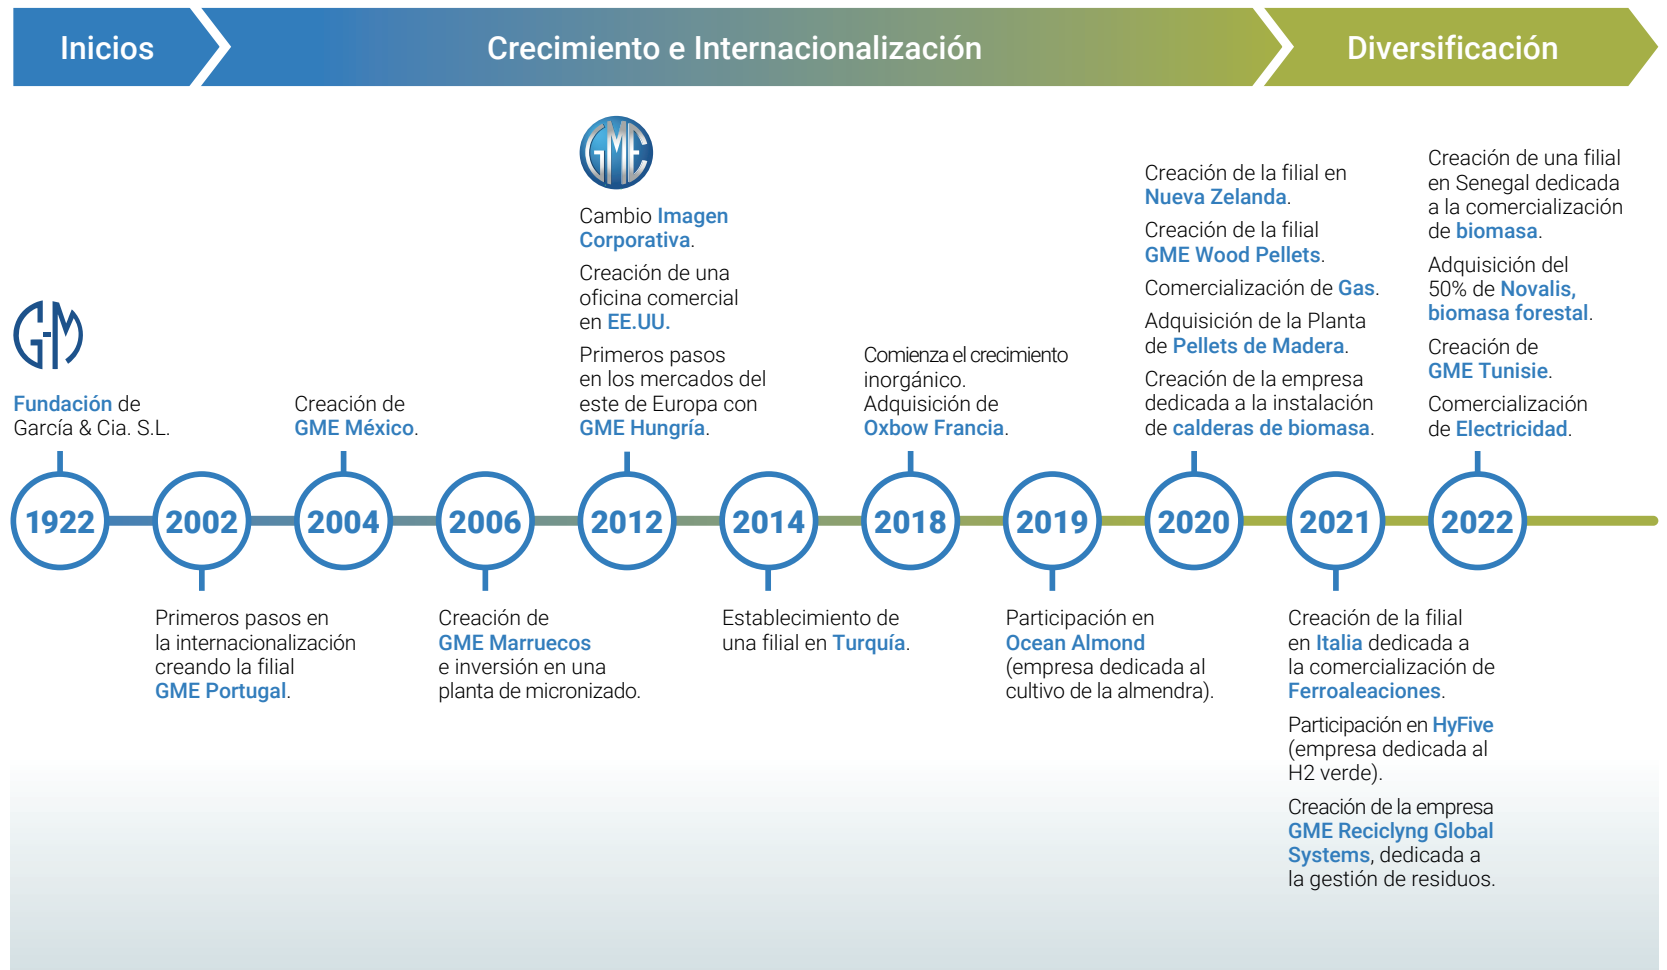 Inicios
Crecimiento e Internacionalización
Diversificación
GM
Fundación de
García & Cia. S.L.
1922
2002
Primeros pasos en
la internacionalización
creando la filial
GME Portugal.
Creación de
GME México.
2004
2006
Creación de
GME Marruecos
e inversión en una
planta de micronizado.
GME
Cambio Imagen
Corporativa.
Creación de una
oficina comercial
en EE.UU.
Primeros pasos
en los mercados del
este de Europa con
GME Hungría.
2012
2014
Establecimiento de
una filial en Turquía.
Comienza el crecimiento
inorgánico.
Adquisición de
Oxbow Francia.
2018
2019
Participación en
Ocean Almond
(empresa dedicada al
cultivo de la almendra).
Creación de la filial en
Nueva Zelanda.
Creación de la filial
GME Wood Pellets.
Comercialización de Gas.
Adquisición de la Planta
de Pellets de Madera.
Creación de la empresa
dedicada a la instalación
de calderas de biomasa.
2020
2021
Creación de la filial
en Italia dedicada a
la comercialización de
Ferroaleaciones.
Participación en HyFive
(empresa dedicada al
H2 verde).
Creación de la empresa
GME Reciclyng Global
Systems, dedicada a
la gestión de residuos.
Creación de una filial
en Senegal dedicada
a la comercialización
de biomasa.
Adquisición del
50% de Novalis,
biomasa forestal.
Creación de
GME Tunisie.
Comercialización
de Electricidad.
2022